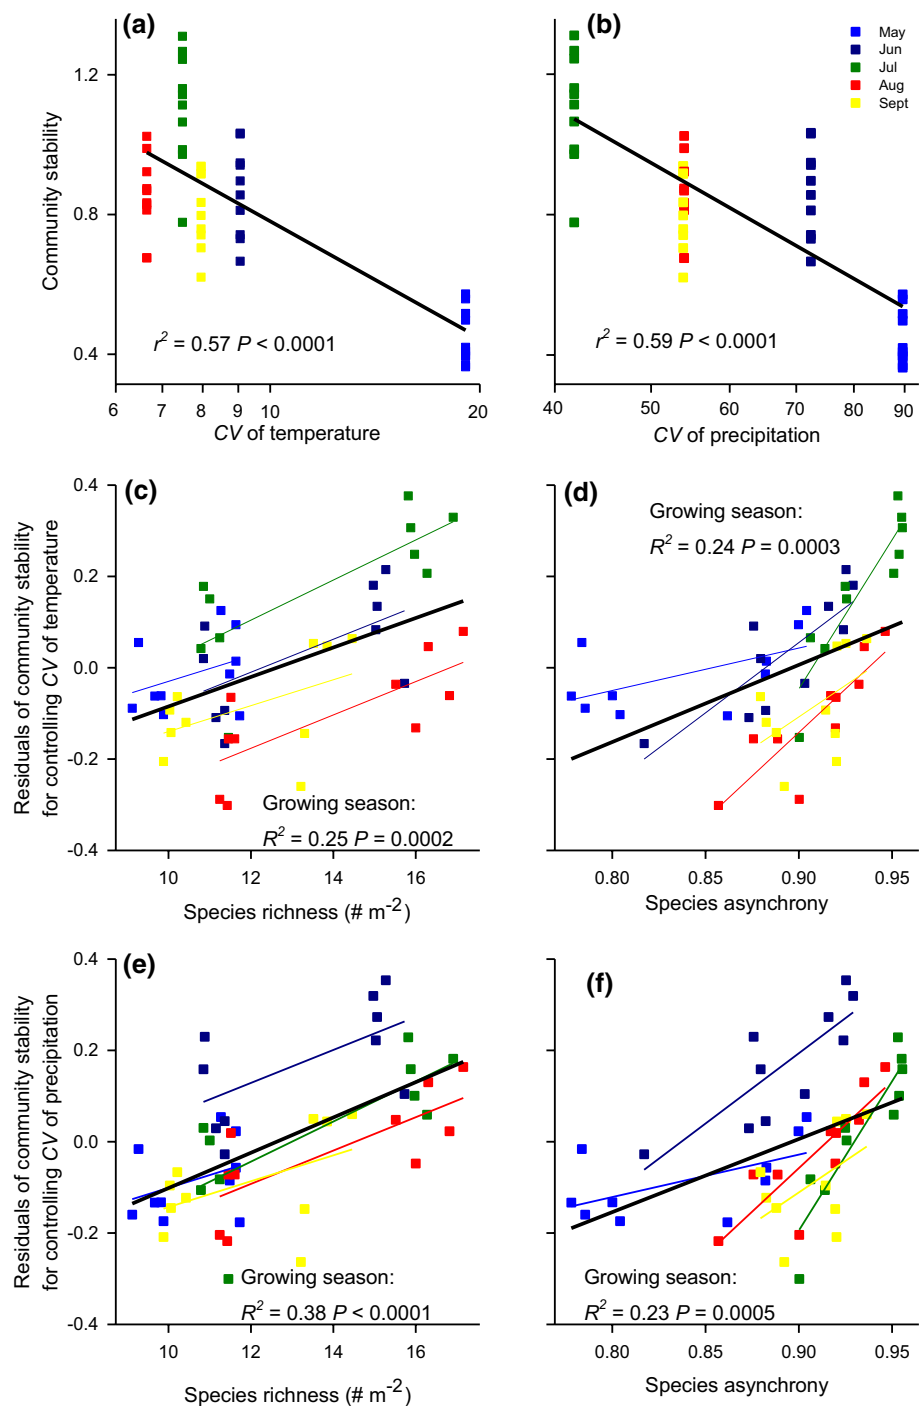 (a)
(b)
May
Jun
Jul
Aug
Sept
Community stability
1.2
0.8
0.4
r² = 0.57 P < 0.0001
r² = 0.59 P < 0.0001
6 7 8 9 10 20
40 50 60 70 80 90
CV of temperature
CV of precipitation
(c)
(d)
Residuals of community stability
for controlling CV of temperature
0.4
0.2
0.0
-0.2
-0.4
Growing season:
R² = 0.25 P = 0.0002
Growing season:
R² = 0.24 P = 0.0003
10 12 14 16
0.80 0.85 0.90 0.95
Species richness (# m⁻²)
Species asynchrony
(e)
(f)
Residuals of community stability
for controlling CV of precipitation
0.4
0.2
0.0
-0.2
-0.4
Growing season:
R² = 0.38 P < 0.0001
Growing season:
R² = 0.23 P = 0.0005
10 12 14 16
0.80 0.85 0.90 0.95
Species richness (# m⁻²)
Species asynchrony